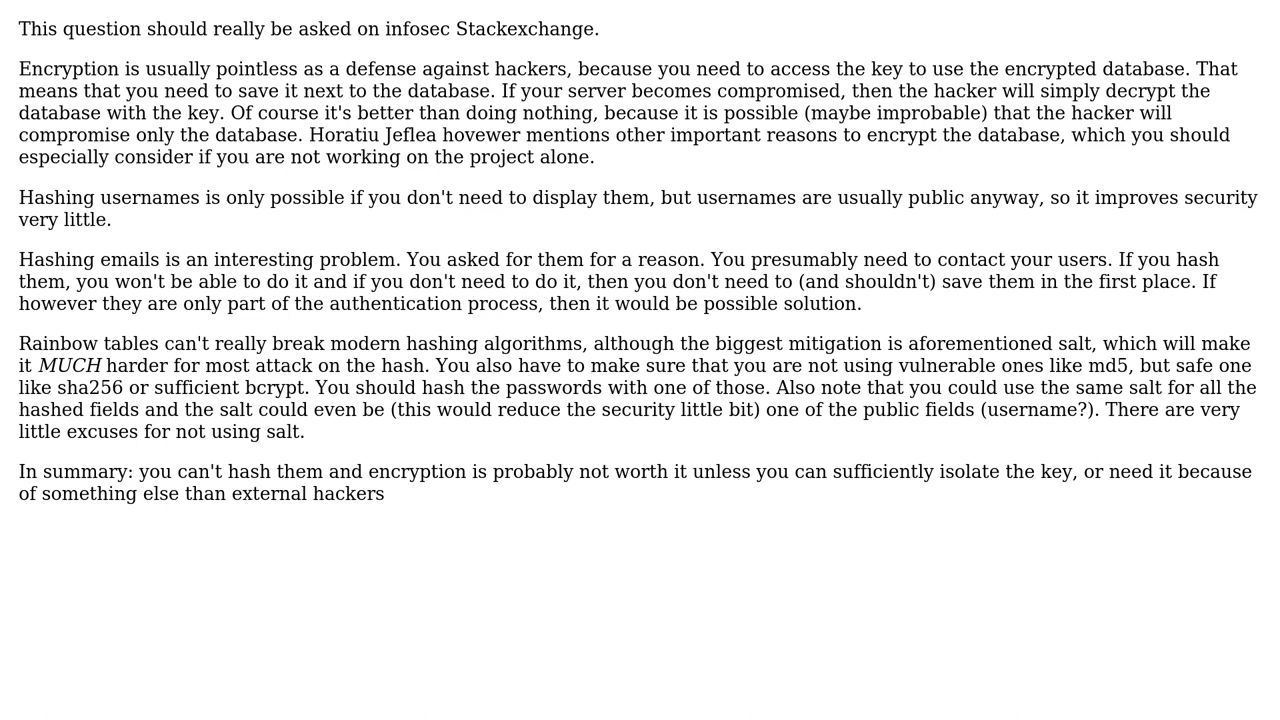 This question should really be asked on infosec Stackexchange.
Encryption is usually pointless as a defense against hackers, because you need to access the key to use the encrypted database. That
means that you need to save it next to the database. If your server becomes compromised, then the hacker will simply decrypt the
database with the key. Of course it's better than doing nothing, because it is possible (maybe improbable) that the hacker will
compromise only the database. Horatiu Jeflea hovewer mentions other important reasons to encrypt the database, which you should
especially consider if you are not working on the project alone.
Hashing usernames is only possible if you don't need to display them, but usernames are usually public anyway, so it improves security
very little.
Hashing emails is an interesting problem. You asked for them for a reason. You presumably need to contact your users. If you hash
them, you won't be able to do it and if you don't need to do it, then you don't need to (and shouldn't) save them in the first place. If
however they are only part of the authentication process, then it would be possible solution.
Rainbow tables can't really break modern hashing algorithms, although the biggest mitigation is aforementioned salt, which will make
it MUCH harder for most attack on the hash. You also have to make sure that you are not using vulnerable ones like md5, but safe one
like sha256 or sufficient bcrypt. You should hash the passwords with one of those. Also note that you could use the same salt for all the
hashed fields and the salt could even be (this would reduce the security little bit) one of the public fields (username?). There are very
little excuses for not using salt.
In summary: you can't hash them and encryption is probably not worth it unless you can sufficiently isolate the key, or need it because
of something else than external hackers